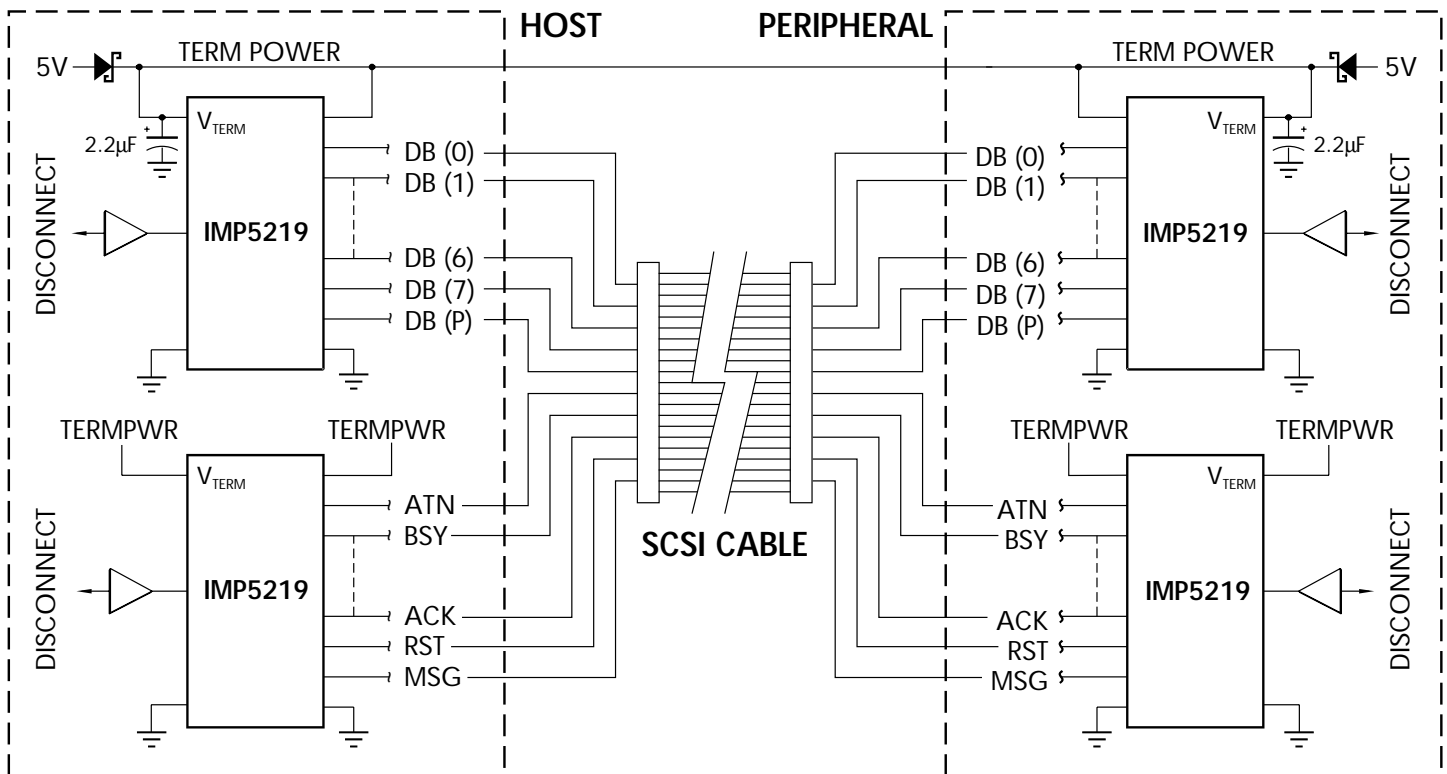 HOST
PERIPHERAL
5V
TERM POWER
VTERM
2.2µF
+
DISCONNECT
IMP5219
DB (0)
DB (1)
DB (6)
DB (7)
DB (P)
TERMPWR
TERMPWR
VTERM
DISCONNECT
IMP5219
ATN
BSY
ACK
RST
MSG
SCSI CABLE
TERM POWER
5V
VTERM
+
2.2µF
DB (0)
DB (1)
DB (6)
DB (7)
DB (P)
IMP5219
DISCONNECT
TERMPWR
TERMPWR
VTERM
ATN
BSY
ACK
RST
MSG
IMP5219
DISCONNECT